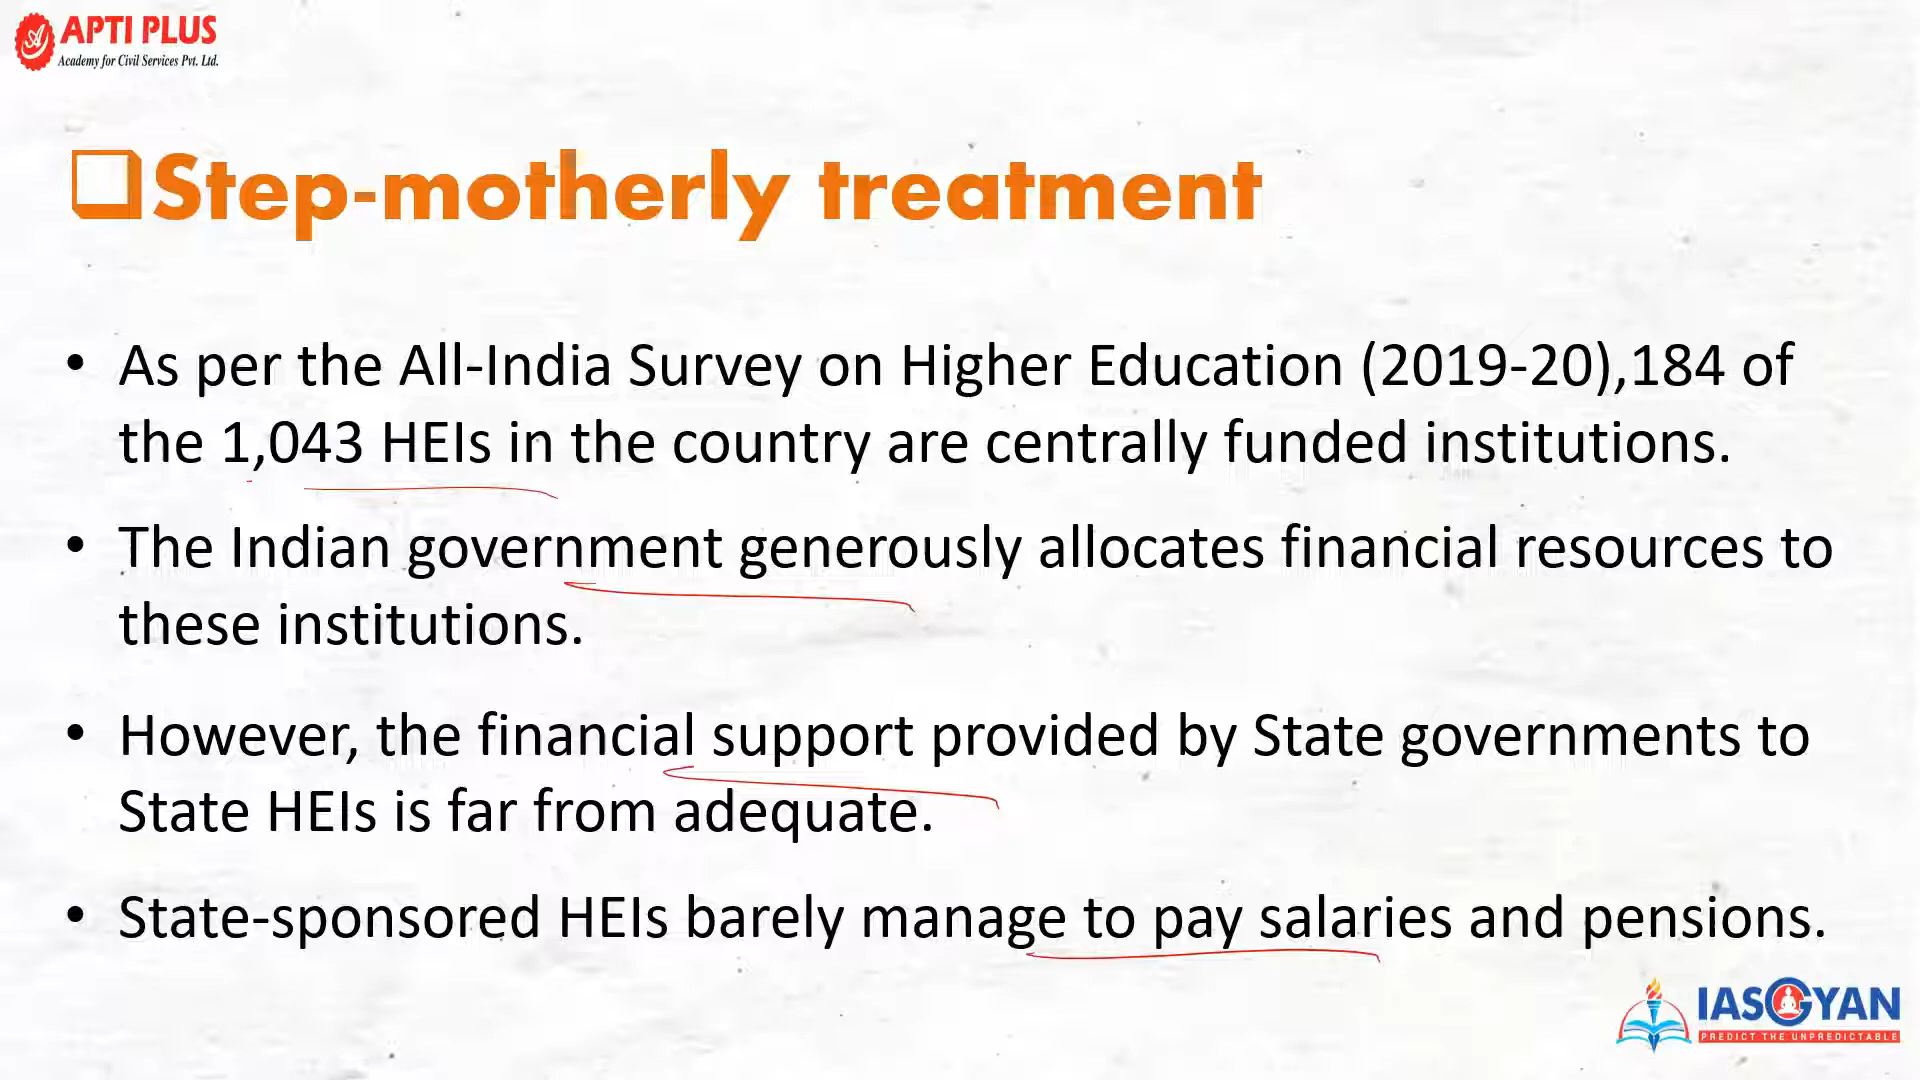 APTI PLUS
Academy for Civil Services Pvt. Ltd.
Step-motherly treatment
• As per the All-India Survey on Higher Education (2019-20),184 of
the 1,043 HEIs in the country are centrally funded institutions.
• The Indian government generously allocates financial resources to
these institutions.
• However, the financial support provided by State governments to
State HEIs is far from adequate.
• State-sponsored HEIs barely manage to pay salaries and pensions.
IASGYAN
PREDICT THE UNPREDICTABLE